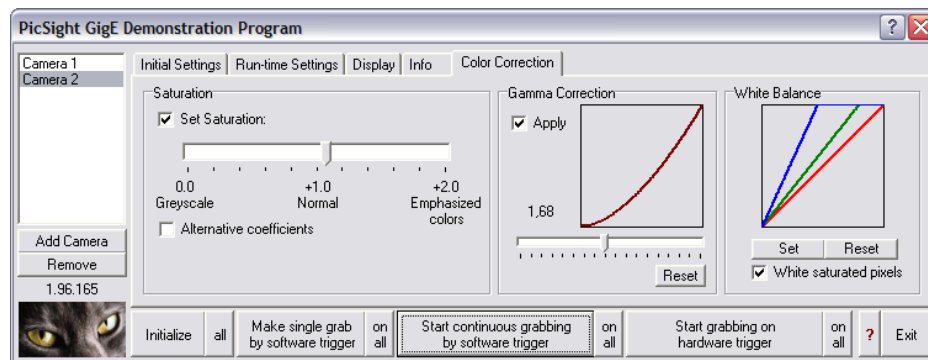 PicSight GigE Demonstration Program
?
Camera 1
Camera 2
Add Camera
Remove
1.96.165
Initial Settings
Run-time Settings
Display
Info
Color Correction
Saturation
Set Saturation:
0.0
+1.0
+2.0
Greyscale
Normal
Emphasized
colors
Alternative coefficients
Gamma Correction
Apply
1,68
Reset
White Balance
Set
Reset
White saturated pixels
Initialize
all
Make single grab
by software trigger
on
all
Start continuous grabbing
by software trigger
on
all
Start grabbing on
hardware trigger
on
all
?
Exit